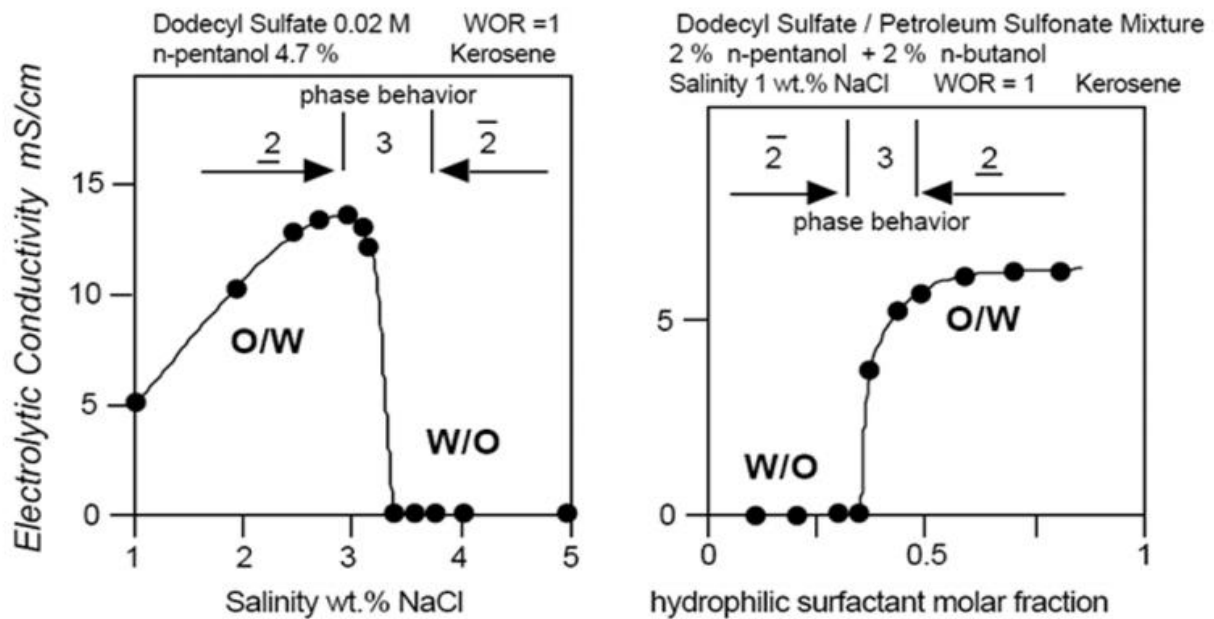 Dodecyl Sulfate 0.02 M WOR =1
n-pentanol 4.7 % Kerosene
phase behavior
2 3 2
15
10
5
0
O/W
W/O
1 2 3 4 5
Salinity wt.% NaCl
Electrolytic Conductivity mS/cm
Dodecyl Sulfate / Petroleum Sulfonate Mixture
2 % n-pentanol + 2 % n-butanol
Salinity 1 wt.% NaCl WOR = 1 Kerosene
2 3 2
phase behavior
5
0
O/W
W/O
0 0.5 1
hydrophilic surfactant molar fraction